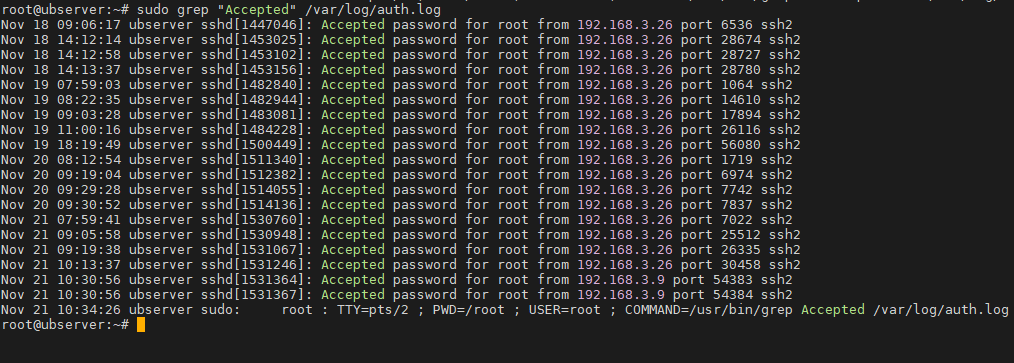 root@ubserver:~# sudo grep "Accepted" /var/log/auth.log
Nov 18 09:06:17 ubserver sshd[1447046]: Accepted password for root from 192.168.3.26 port 6536 ssh2
Nov 18 14:12:14 ubserver sshd[1453025]: Accepted password for root from 192.168.3.26 port 28674 ssh2
Nov 18 14:12:58 ubserver sshd[1453102]: Accepted password for root from 192.168.3.26 port 28727 ssh2
Nov 18 14:13:37 ubserver sshd[1453156]: Accepted password for root from 192.168.3.26 port 28780 ssh2
Nov 19 07:59:03 ubserver sshd[1482840]: Accepted password for root from 192.168.3.26 port 1064 ssh2
Nov 19 08:22:35 ubserver sshd[1482944]: Accepted password for root from 192.168.3.26 port 14610 ssh2
Nov 19 09:03:28 ubserver sshd[1483081]: Accepted password for root from 192.168.3.26 port 17894 ssh2
Nov 19 11:00:16 ubserver sshd[1484228]: Accepted password for root from 192.168.3.26 port 26116 ssh2
Nov 19 18:19:49 ubserver sshd[1500449]: Accepted password for root from 192.168.3.26 port 56080 ssh2
Nov 20 08:12:54 ubserver sshd[1511340]: Accepted password for root from 192.168.3.26 port 1719 ssh2
Nov 20 09:19:04 ubserver sshd[1512382]: Accepted password for root from 192.168.3.26 port 6974 ssh2
Nov 20 09:29:28 ubserver sshd[1514055]: Accepted password for root from 192.168.3.26 port 7742 ssh2
Nov 20 09:30:52 ubserver sshd[1514136]: Accepted password for root from 192.168.3.26 port 7837 ssh2
Nov 21 07:59:41 ubserver sshd[1530760]: Accepted password for root from 192.168.3.26 port 7022 ssh2
Nov 21 09:05:58 ubserver sshd[1530948]: Accepted password for root from 192.168.3.26 port 25512 ssh2
Nov 21 09:19:38 ubserver sshd[1531067]: Accepted password for root from 192.168.3.26 port 26335 ssh2
Nov 21 10:13:37 ubserver sshd[1531246]: Accepted password for root from 192.168.3.26 port 30458 ssh2
Nov 21 10:30:56 ubserver sshd[1531364]: Accepted password for root from 192.168.3.9 port 54383 ssh2
Nov 21 10:30:56 ubserver sshd[1531367]: Accepted password for root from 192.168.3.9 port 54384 ssh2
Nov 21 10:34:26 ubserver sudo:     root : TTY=pts/2 ; PWD=/root ; USER=root ; COMMAND=/usr/bin/grep Accepted /var/log/auth.log
root@ubserver:~#